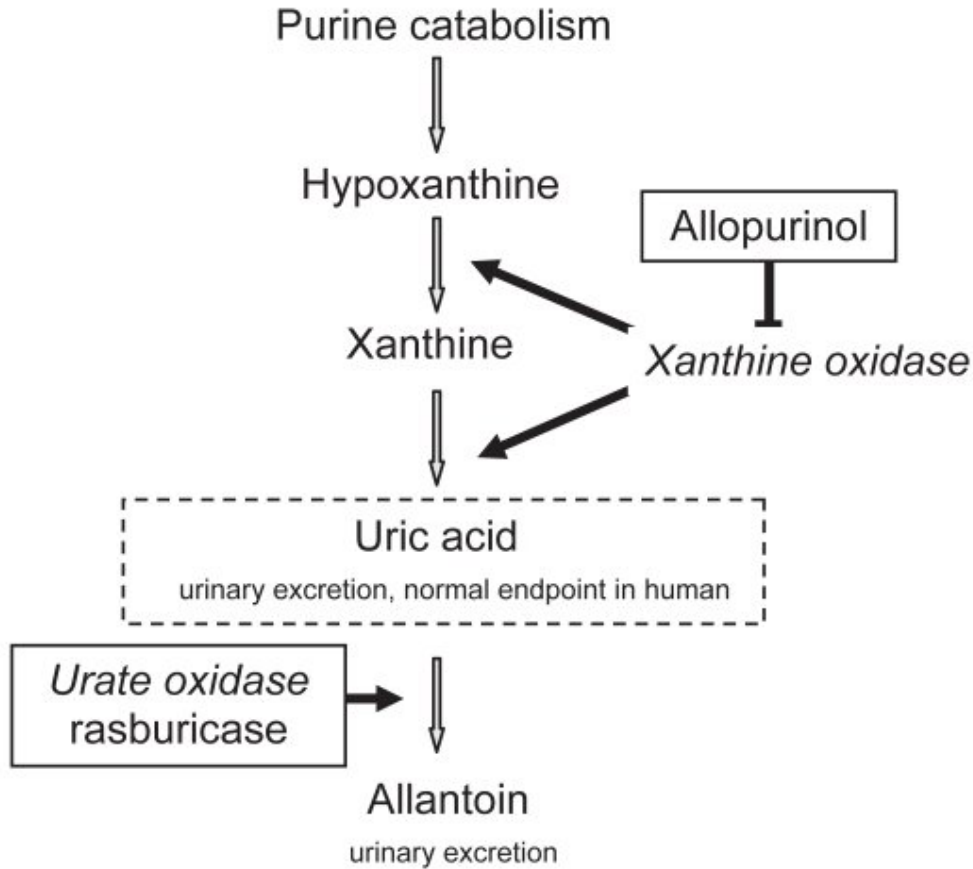 Purine catabolism
Hypoxanthine
Allopurinol
Xanthine
Xanthine oxidase
Uric acid
urinary excretion, normal endpoint in human
Urate oxidase
rasburicase
Allantoin
urinary excretion